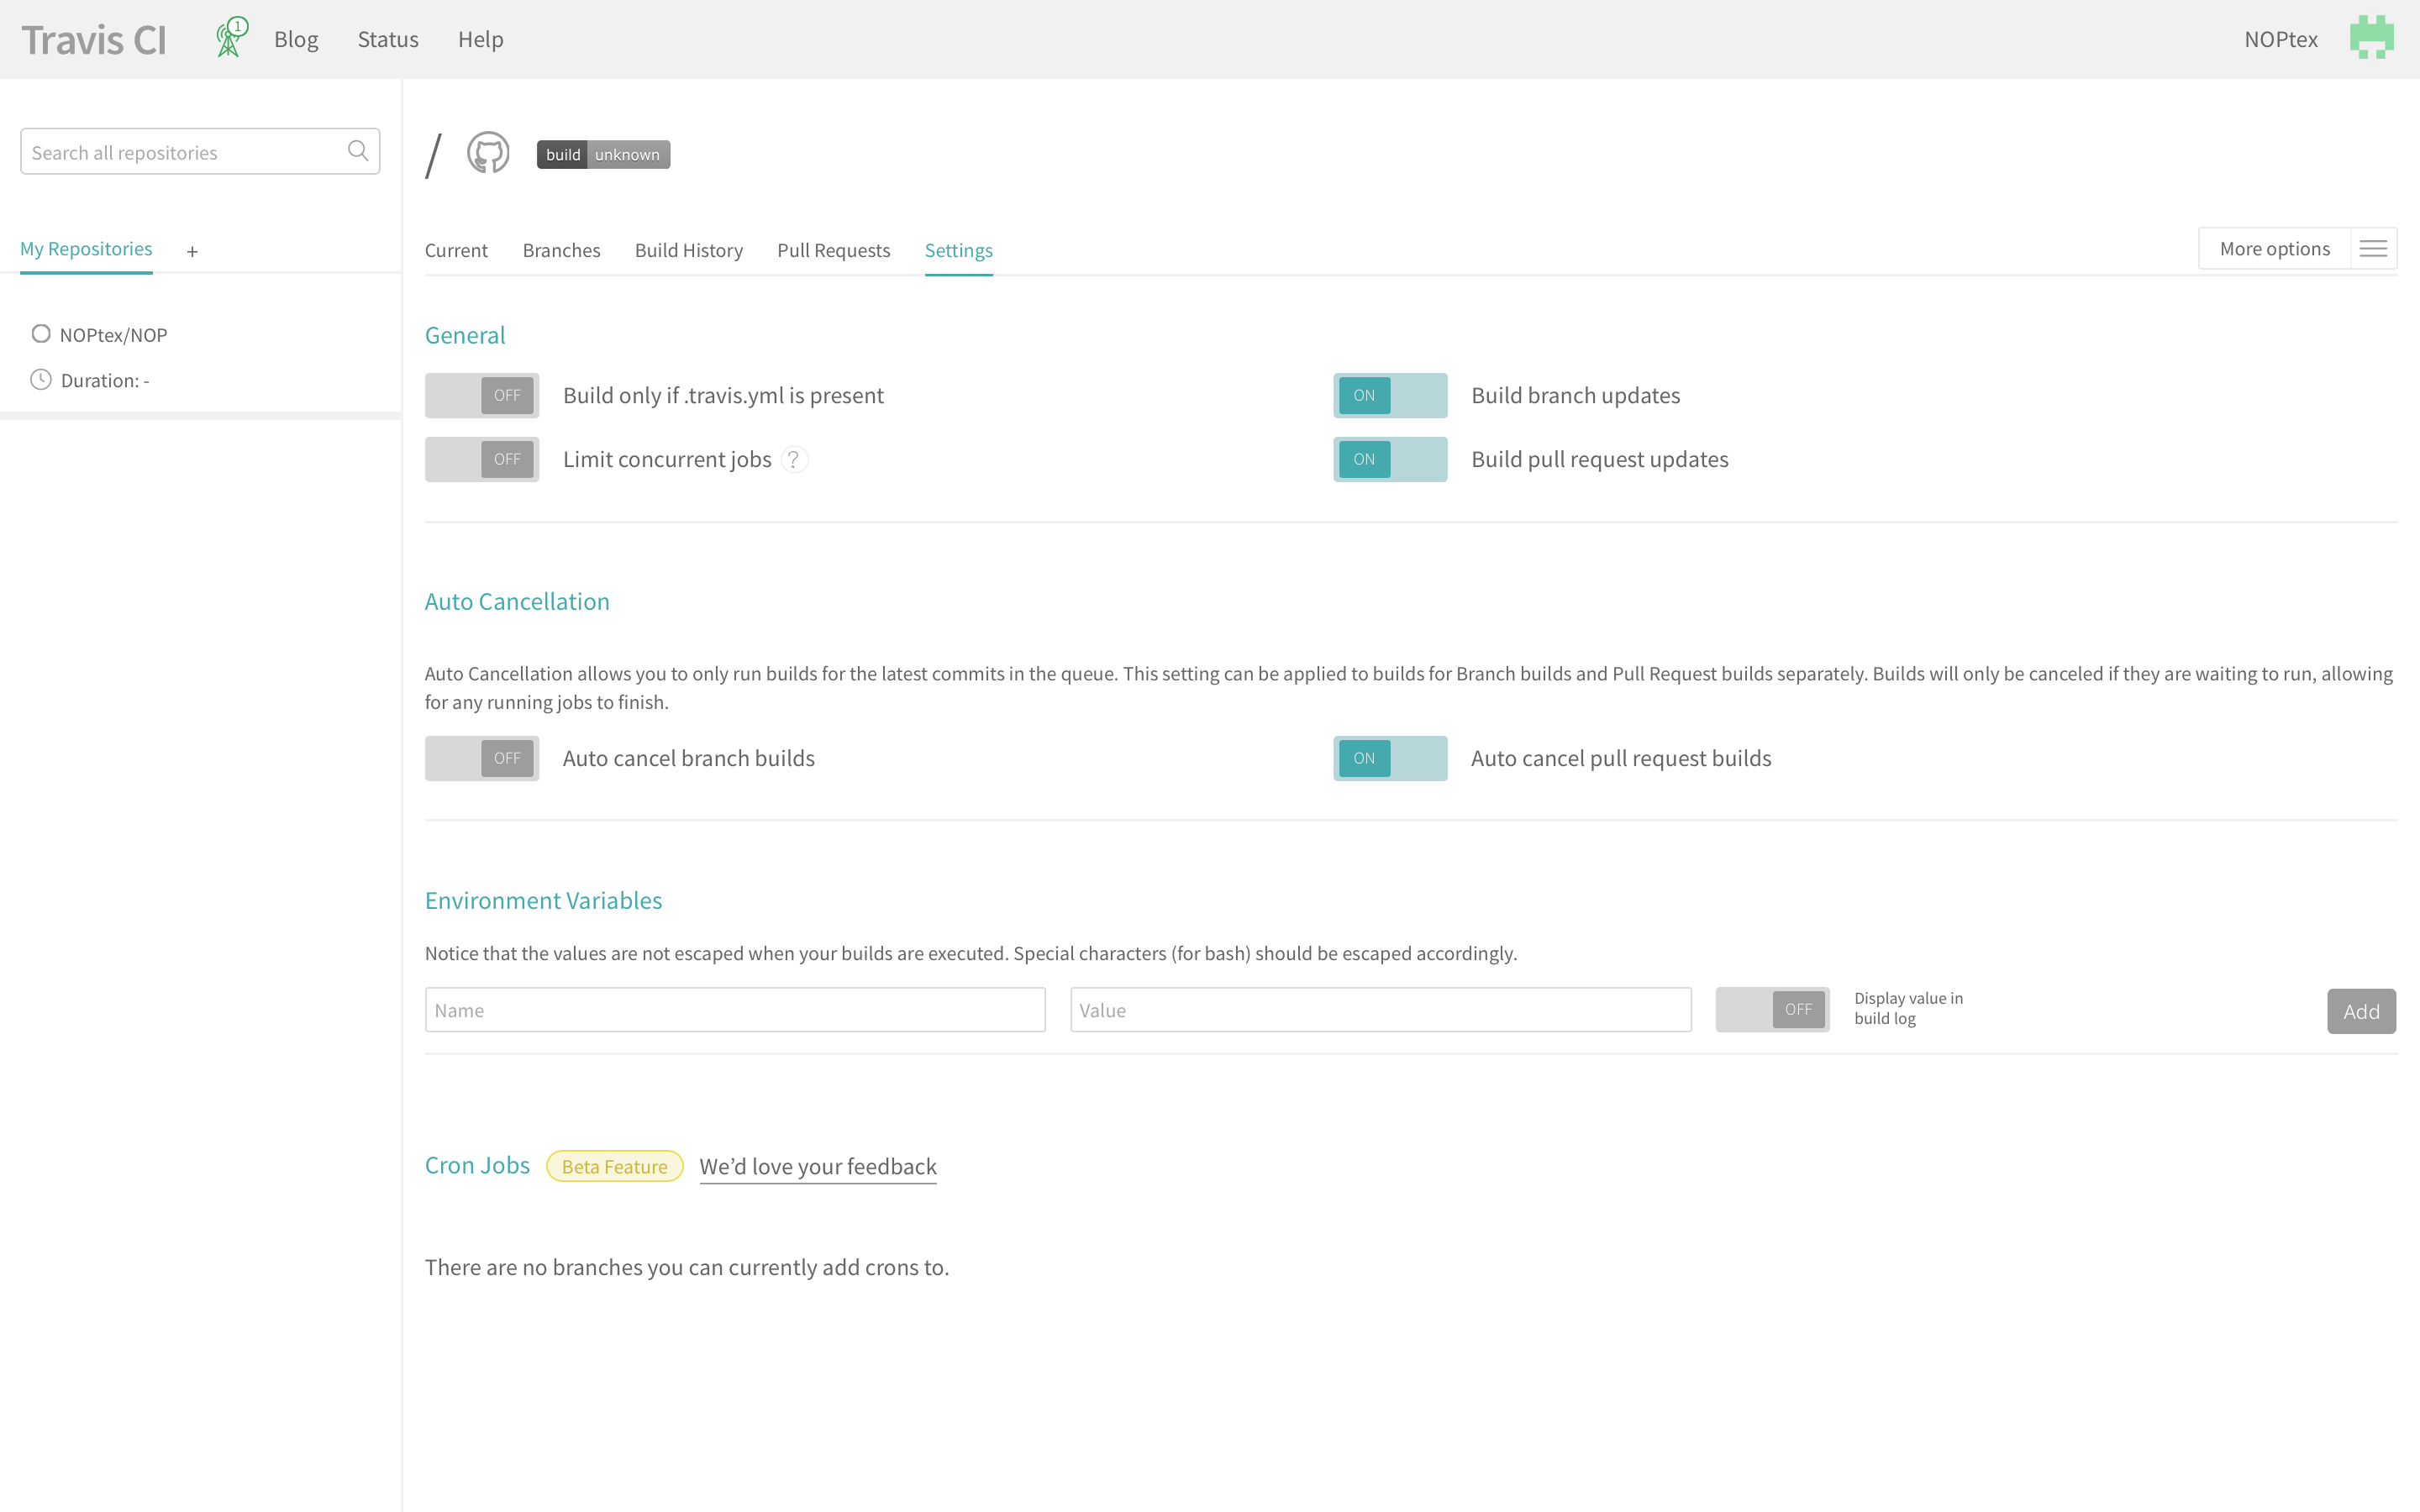 Travis CI
1
Blog
Status
Help
NOPtex
Search all repositories
My Repositories
+
NOPtex/NOP
Duration: -
/
build unknown
Current
Branches
Build History
Pull Requests
Settings
More options
General
OFF
Build only if .travis.yml is present
ON
Build branch updates
OFF
Limit concurrent jobs
?
ON
Build pull request updates
Auto Cancellation
Auto Cancellation allows you to only run builds for the latest commits in the queue. This setting can be applied to builds for Branch builds and Pull Request builds separately. Builds will only be canceled if they are waiting to run, allowing
for any running jobs to finish.
OFF
Auto cancel branch builds
ON
Auto cancel pull request builds
Environment Variables
Notice that the values are not escaped when your builds are executed. Special characters (for bash) should be escaped accordingly.
Name
Value
OFF
Display value in
build log
Add
Cron Jobs
Beta Feature
We’d love your feedback
There are no branches you can currently add crons to.